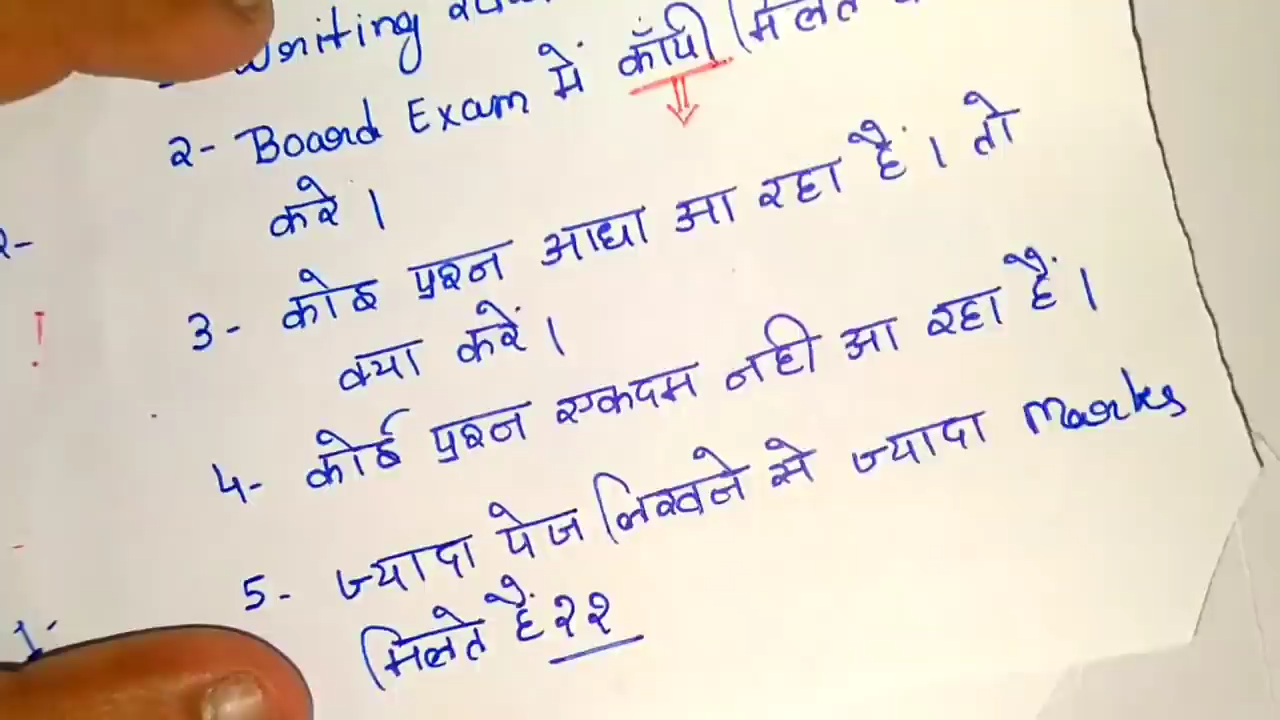 Writing
2- Board Exam में कॉपी मिलते
करे।
3- कोइ प्रश्न आधा आ रहा हैं। तो
क्या करें।
4- कोई प्रश्न एकदम नही आ रहा हैं।
5- ज्यादा पेज लिखने से ज्यादा Marks
मिलते हैं??